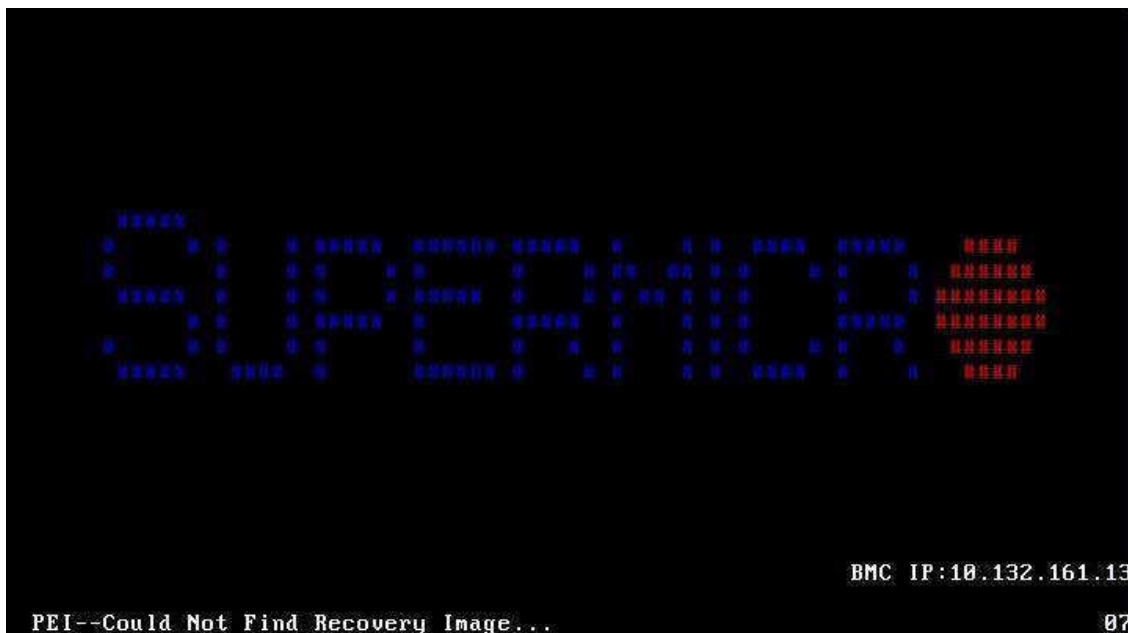 SUPERMICR●
BMC IP:10.132.161.13
PEI--Could Not Find Recovery Image...
07